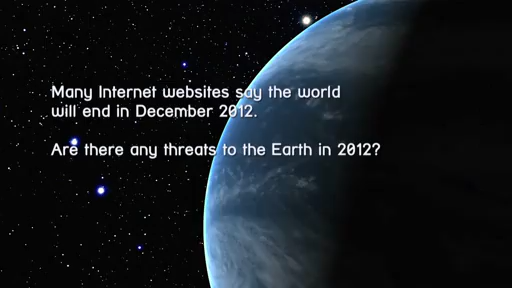 Many Internet websites say the world
will end in December 2012.
Are there any threats to the Earth in 2012?